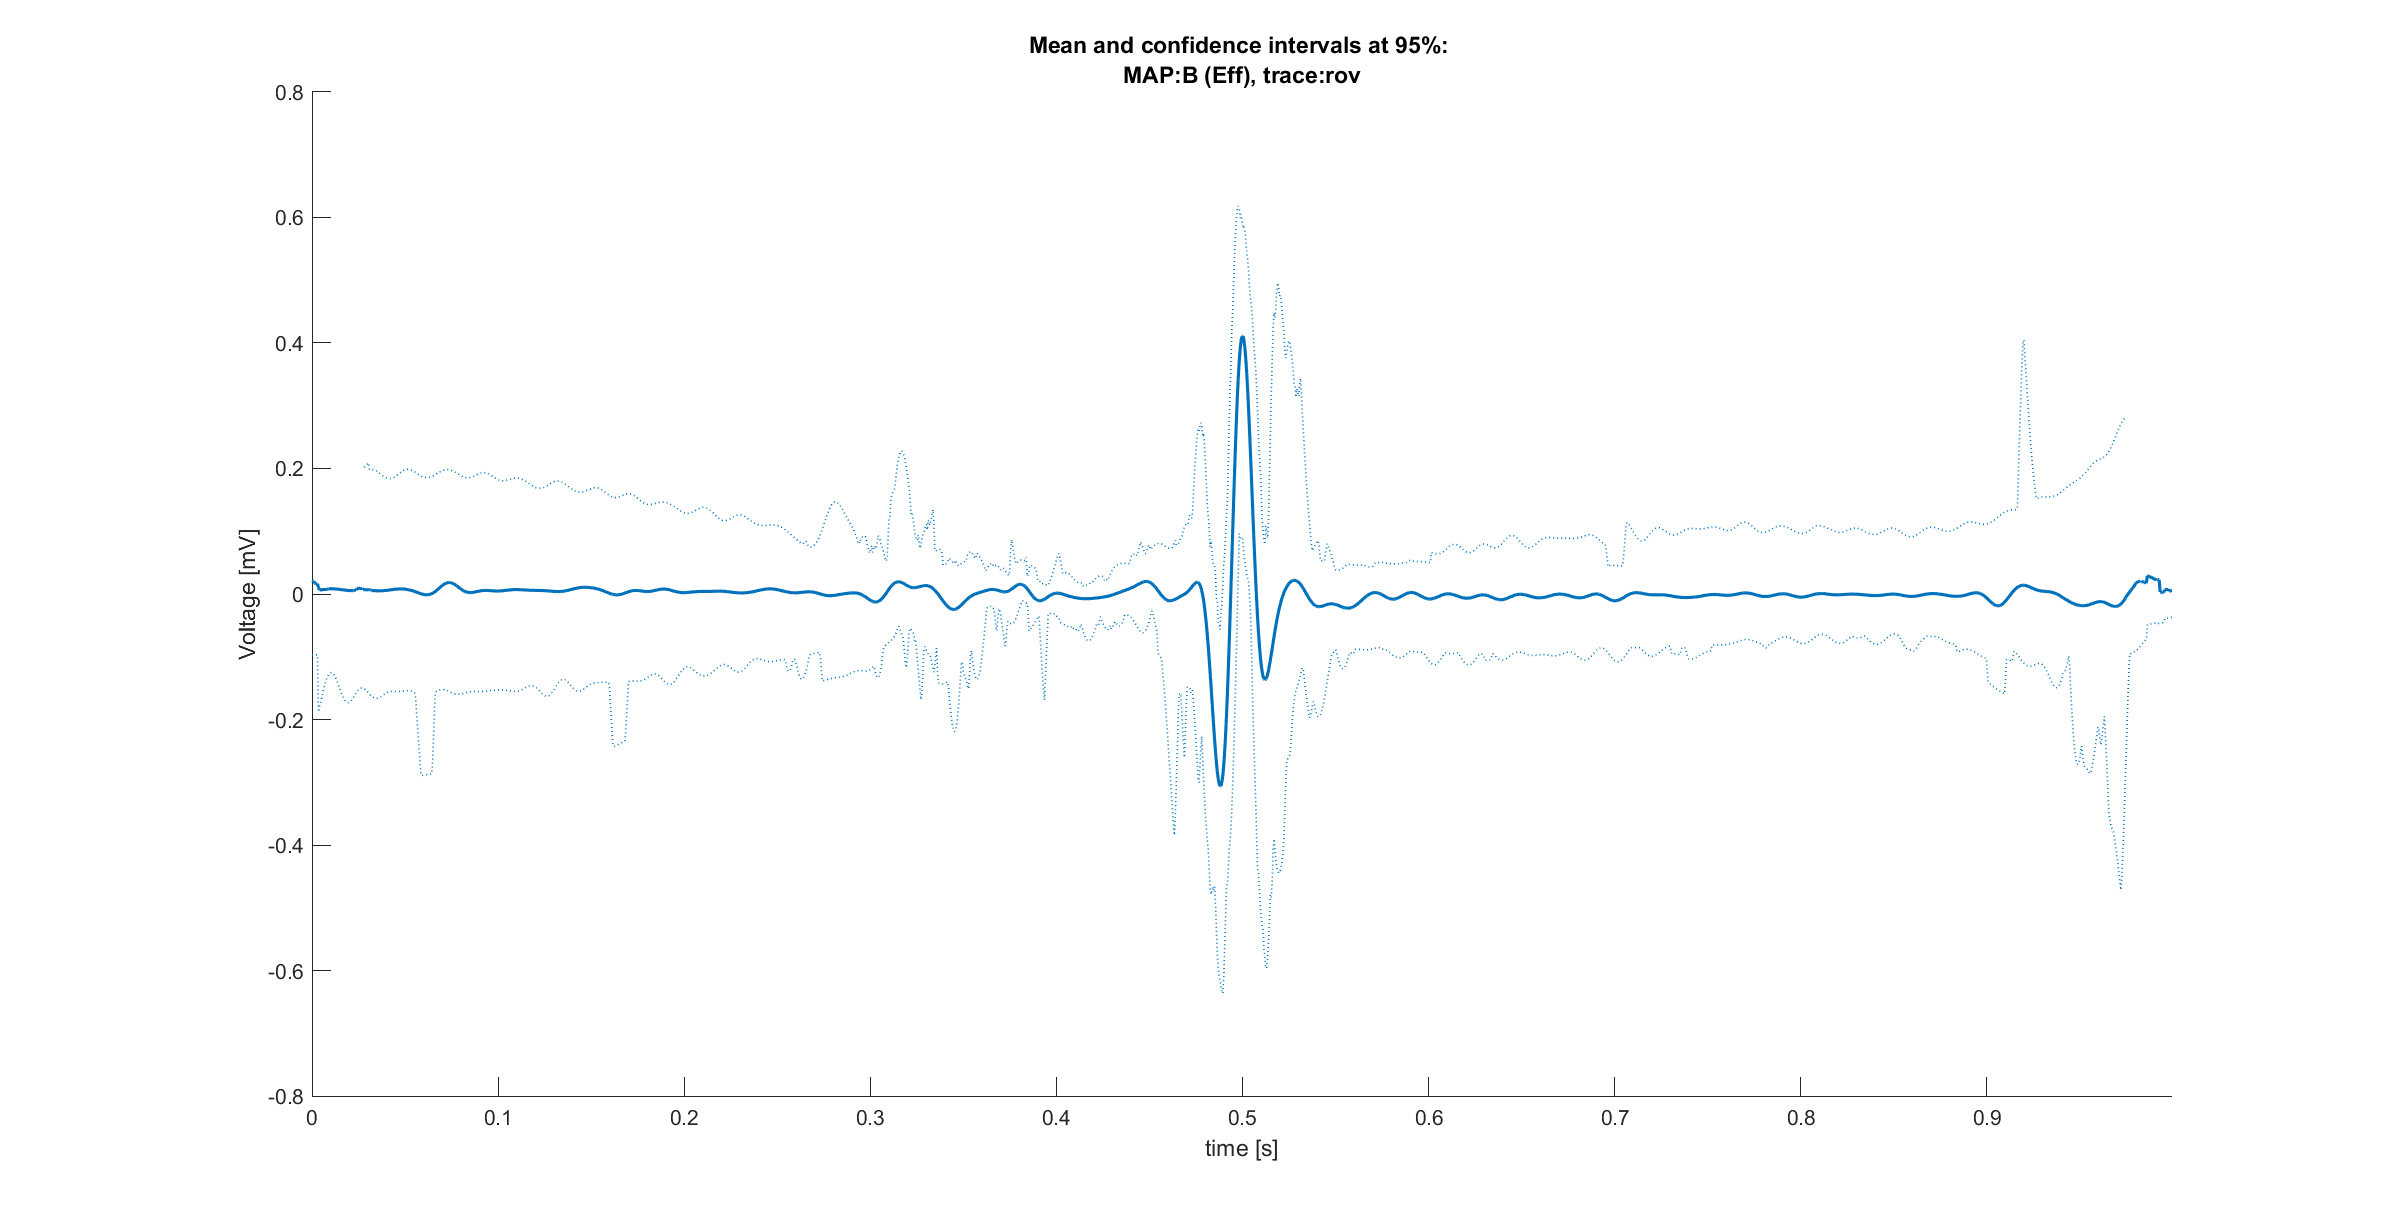 Mean and confidence intervals at 95%:
MAP:B (Eff), trace:rov
0.8
0.6
0.4
0.2
0
-0.2
-0.4
-0.6
-0.8
Voltage [mV]
0 0.1 0.2 0.3 0.4 0.5 0.6 0.7 0.8 0.9
time [s]